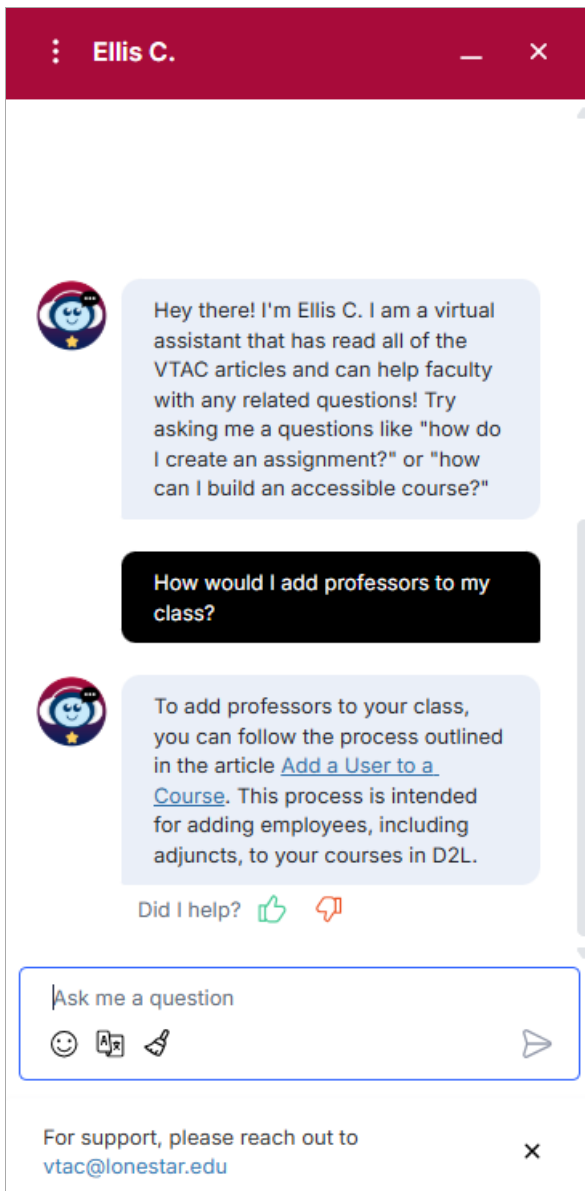 Ellis C.
Hey there! I'm Ellis C. I am a virtual
assistant that has read all of the
VTAC articles and can help faculty
with any related questions! Try
asking me a questions like "how do
I create an assignment?" or "how
can I build an accessible course?"
How would I add professors to my
class?
To add professors to your class,
you can follow the process outlined
in the article Add a User to a
Course. This process is intended
for adding employees, including
adjuncts, to your courses in D2L.
Did I help?
Ask me a question
For support, please reach out to
vtac@lonestar.edu